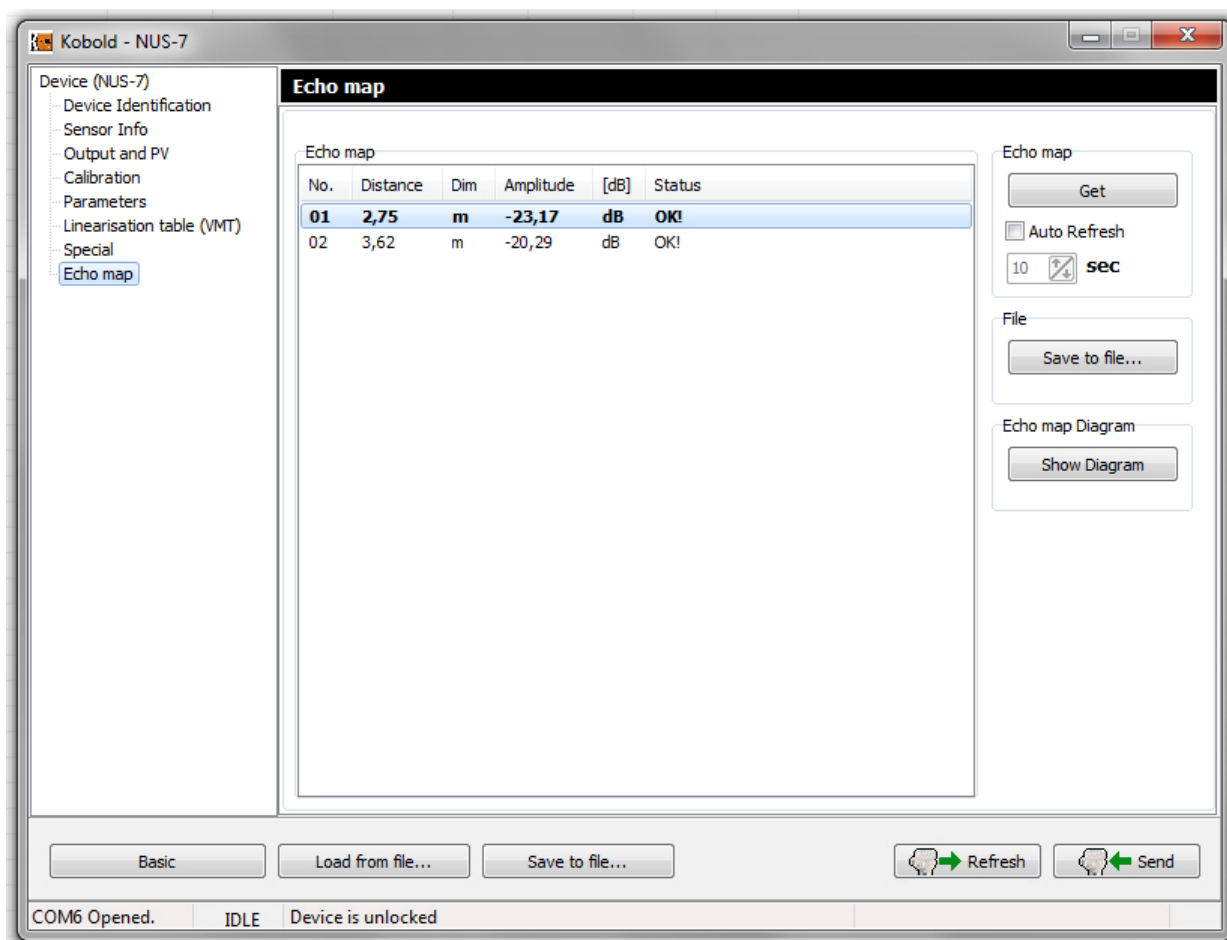 Kobold - NUS-7
Device (NUS-7)
Device Identification
Sensor Info
Output and PV
Calibration
Parameters
Linearisation table (VMT)
Special
Echo map
Echo map
Echo map
No. Distance Dim Amplitude [dB] Status
01 2,75 m -23,17 dB OK!
02 3,62 m -20,29 dB OK!
Echo map
Get
Auto Refresh
10 sec
File
Save to file...
Echo map Diagram
Show Diagram
Basic Load from file... Save to file... Refresh Send
COM6 Opened. IDLE Device is unlocked